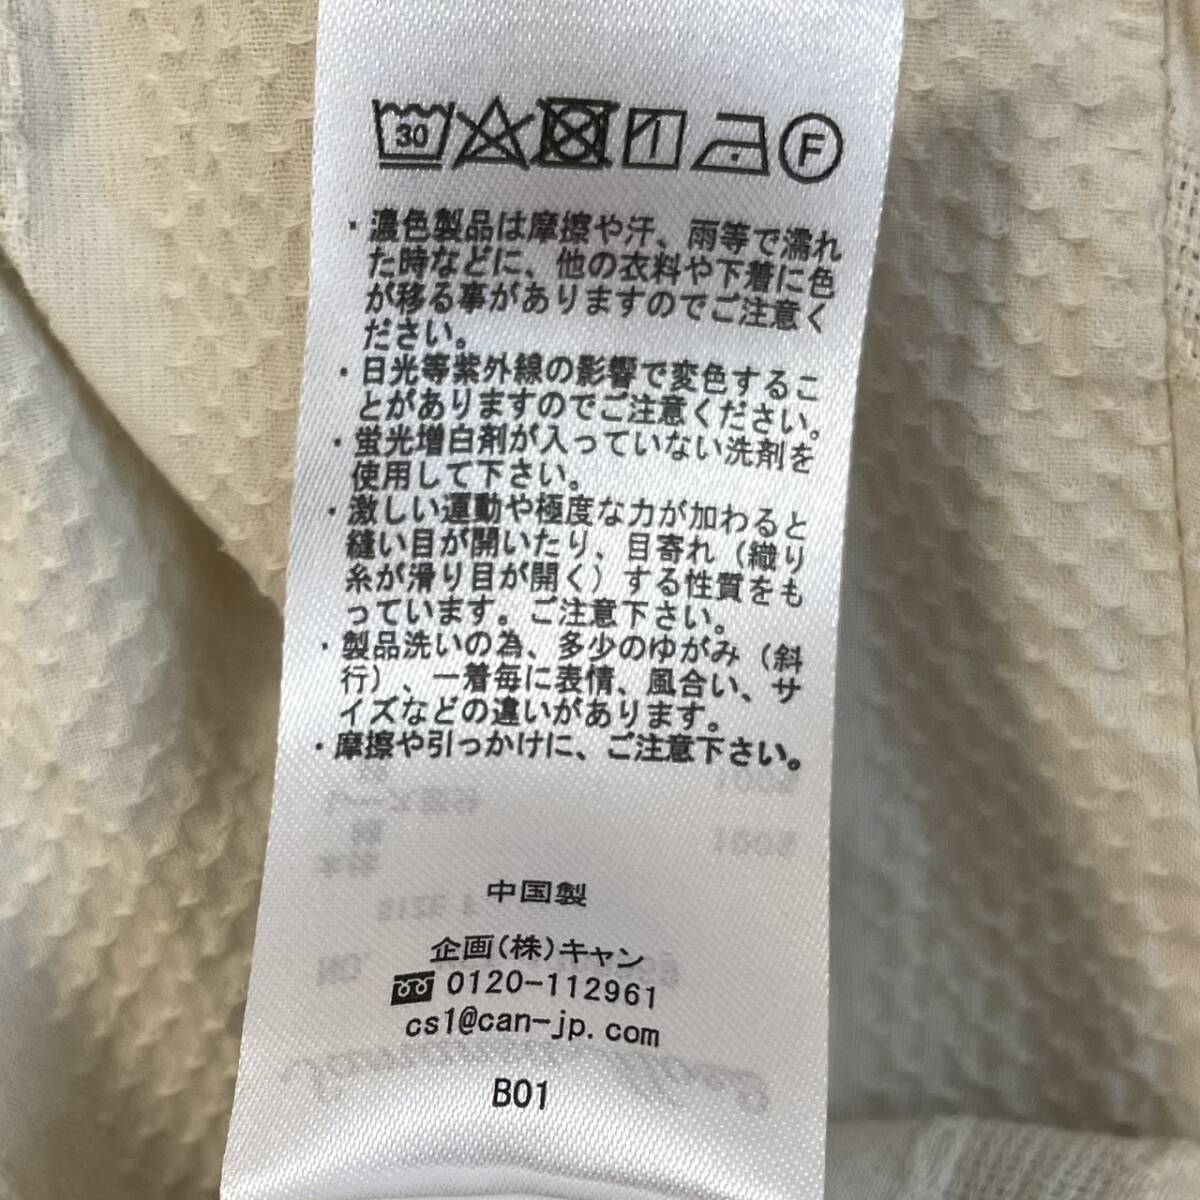 30
F
・濃色製品は摩擦や汗、雨等で濡れ
た時などに、他の衣料や下着に色
が移る事がありますのでご注意く
ださい。
・日光等紫外線の影響で変色するこ
とがありますのでご注意ください。
・蛍光増白剤が入っていない洗剤を
使用して下さい。
・激しい運動や極度な力が加わると
縫い目が開いたり、目寄れ（織り
糸が滑り目が開く）する性質をも
っています。ご注意下さい。
・製品洗いの為、多少のゆがみ（斜
行）、一着毎に表情、風合い、サ
イズなどの違いがあります。
・摩擦や引っかけに、ご注意下さい。
中国製
企画(株)キャン
0120-112961
cs1@can-jp.com
B01